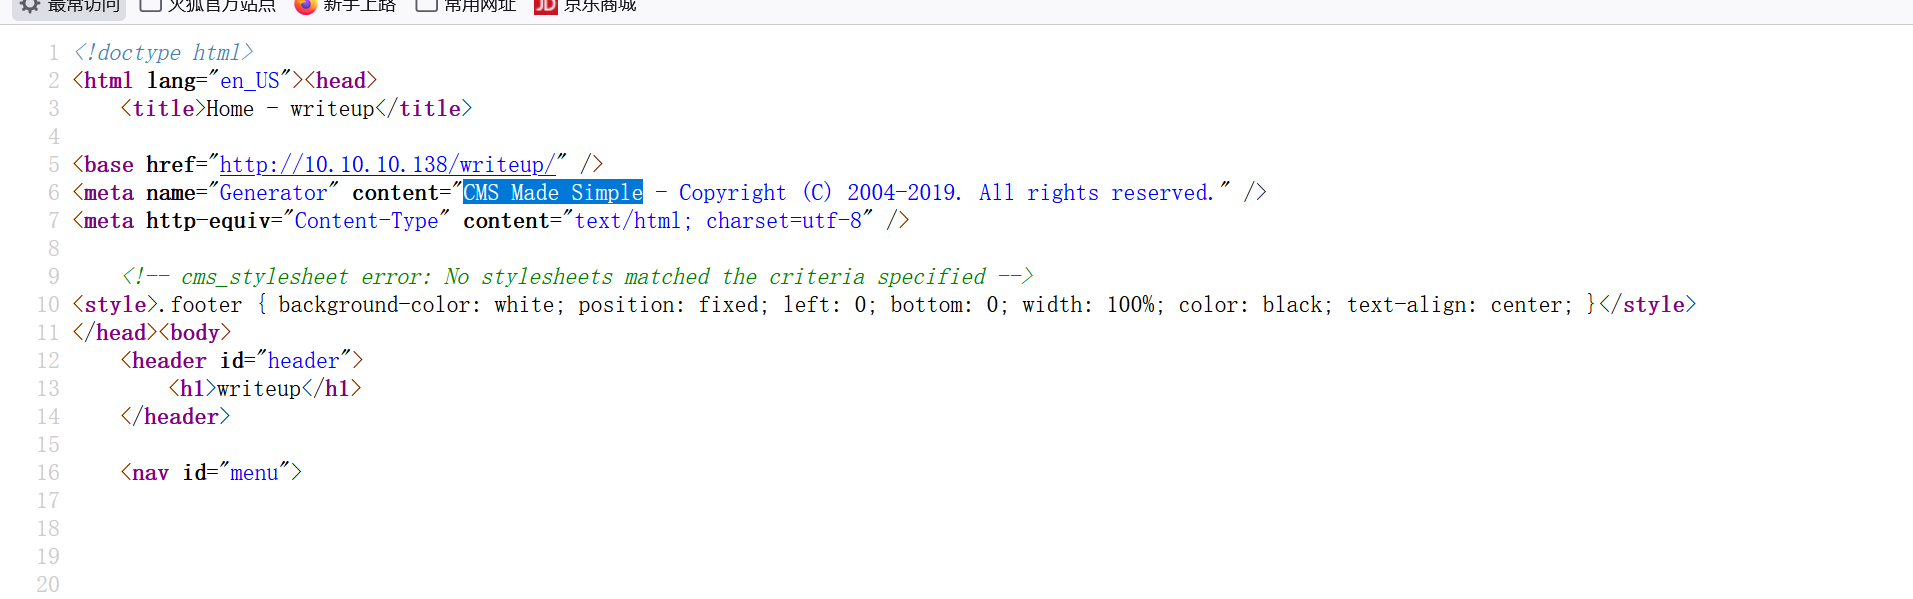 最常访问 火狐官方站点 新手上路 常用网址 JD 京东商城
1 <!doctype html>
2 <html lang="en_US"><head>
3 <title>Home - writeup</title>
4
5 <base href="http://10.10.10.138/writeup/" />
6 <meta name="Generator" content="CMS Made Simple - Copyright (C) 2004-2019. All rights reserved." />
7 <meta http-equiv="Content-Type" content="text/html; charset=utf-8" />
8
9 <!-- cms_stylesheet error: No stylesheets matched the criteria specified -->
10 <style>.footer { background-color: white; position: fixed; left: 0; bottom: 0; width: 100%; color: black; text-align: center; }</style>
11 </head><body>
12 <header id="header">
13 <h1>writeup</h1>
14 </header>
15
16 <nav id="menu">
17
18
19
20